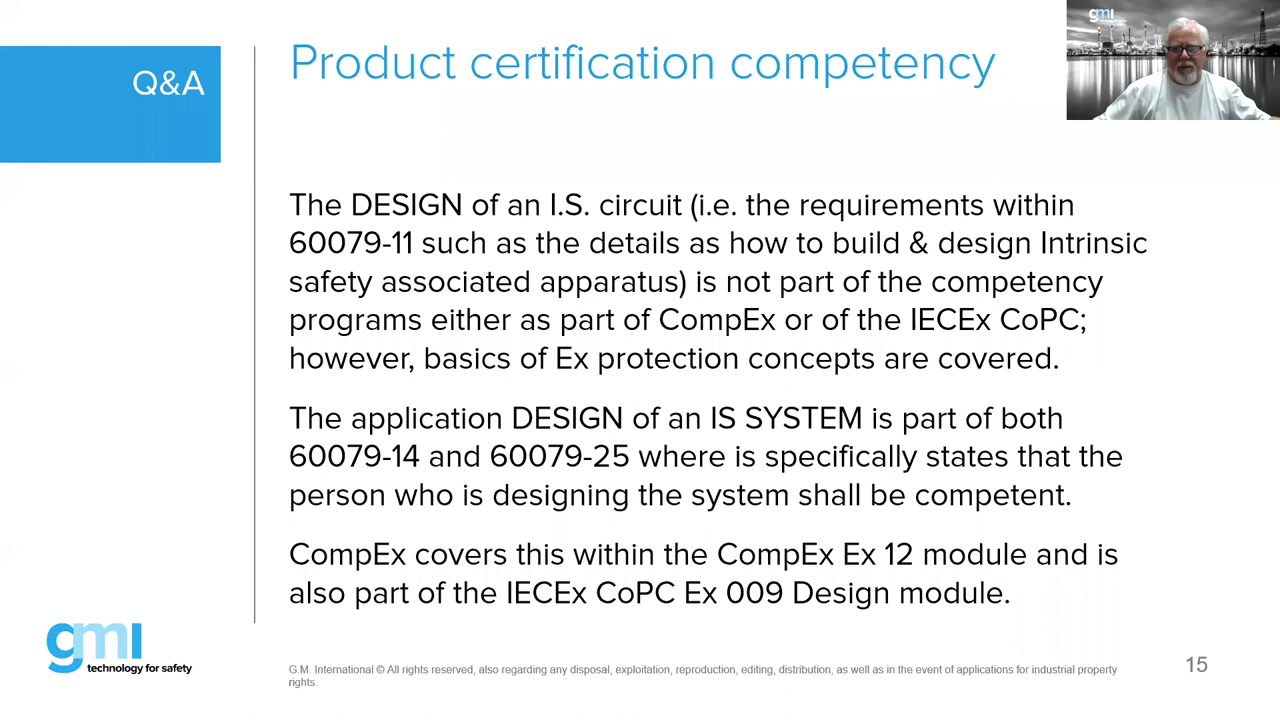 Q&A
Product certification competency
gmi
The DESIGN of an I.S. circuit (i.e. the requirements within
60079-11 such as the details as how to build & design Intrinsic
safety associated apparatus) is not part of the competency
programs either as part of CompEx or of the IECEx CoPC;
however, basics of Ex protection concepts are covered.
The application DESIGN of an IS SYSTEM is part of both
60079-14 and 60079-25 where is specifically states that the
person who is designing the system shall be competent.
CompEx covers this within the CompEx Ex 12 module and is
also part of the IECEx CoPC Ex 009 Design module.
gmi
technology for safety
G.M. International © All rights reserved, also regarding any disposal, exploitation, reproduction, editing, distribution, as well as in the event of applications for industrial property
rights.
15